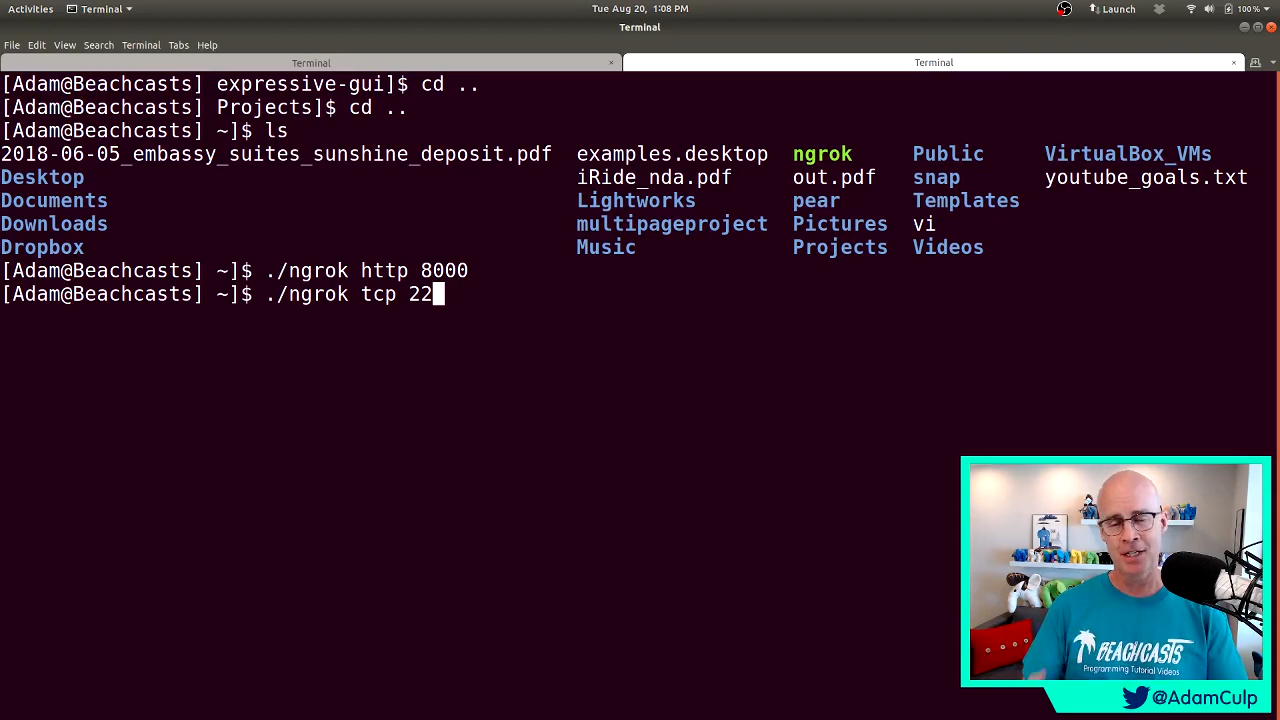 Activities Terminal Tue Aug 20, 1:08 PM Launch 100%
Terminal
File Edit View Search Terminal Tabs Help
Terminal × Terminal ×
[Adam@Beachcasts] expressive-gui]$ cd ..
[Adam@Beachcasts] Projects]$ cd ..
[Adam@Beachcasts] ~]$ ls
2018-06-05_embassy_suites_sunshine_deposit.pdf examples.desktop ngrok Public VirtualBox_VMs
Desktop iRide_nda.pdf out.pdf snap youtube_goals.txt
Documents Lightworks pear Templates
Downloads multipageproject Pictures vi
Dropbox Music Projects Videos
[Adam@Beachcasts] ~]$ ./ngrok http 8000
[Adam@Beachcasts] ~]$ ./ngrok tcp 22
BEACHCASTS
Programming Tutorial Videos
@AdamCulp